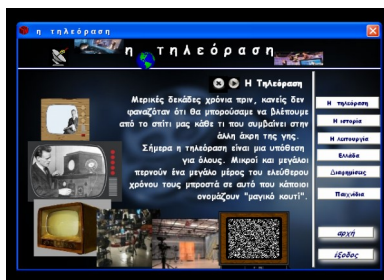 η τηλεόραση
η τηλεόραση
Η Τηλεόραση
Μερικές δεκάδες χρόνια πριν, κανείς δεν
φανταζόταν ότι θα μπορούσαμε να βλέπουμε
από το σπίτι μας κάθε τι που συμβαίνει στην
άλλη άκρη της γης.
Σήμερα η τηλεόραση είναι μια υπόθεση
για όλους. Μικροί και μεγάλοι
περνούν ένα μεγάλο μέρος του ελεύθερου
χρόνου τους μπροστά σε αυτό που κάποιοι
ονομάζουν "μαγικό κουτί".
Η τηλεόραση
Η ιστορία
Η λειτουργία
Ελλάδα
Διαφημίσεις
Παιχνίδια
αρχή
έξοδος